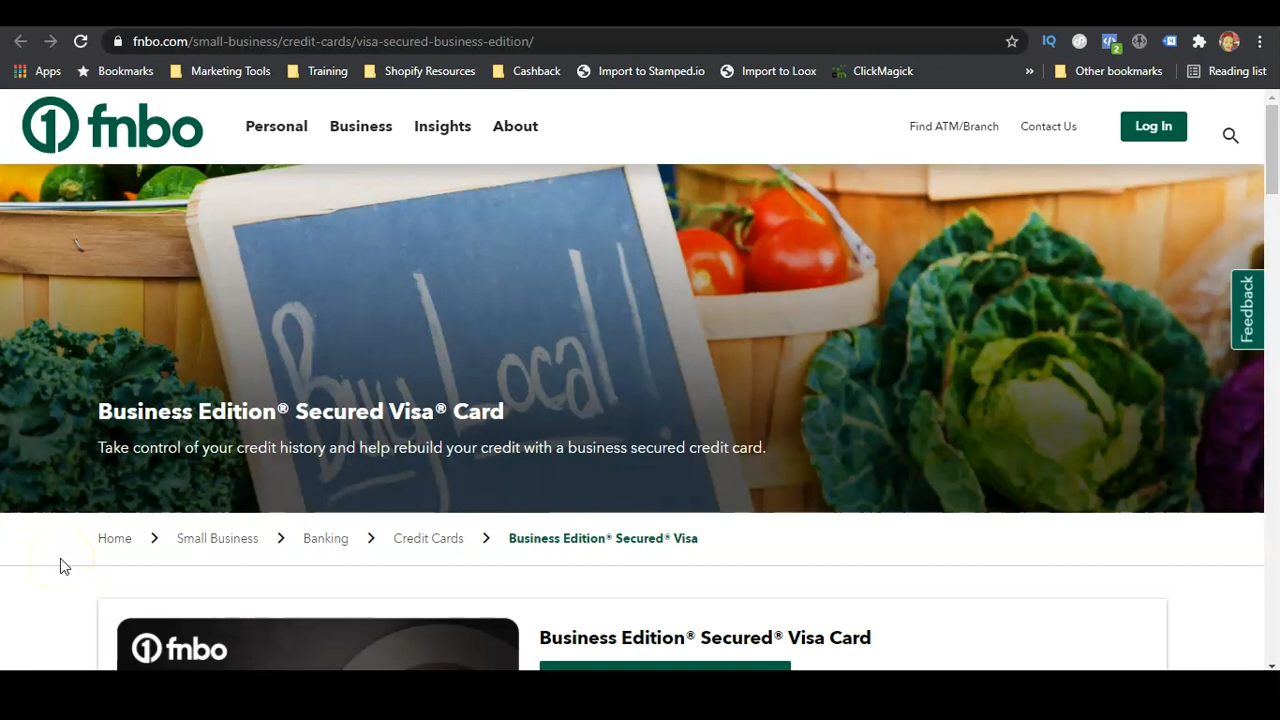 fnbo.com/small-business/credit-cards/visa-secured-business-edition/
IQ
2
Apps Bookmarks Marketing Tools Training Shopify Resources Cashback Import to Stamped.io Import to Loox ClickMagick » Other bookmarks Reading list
1 fnbo Personal Business Insights About Find ATM/Branch Contact Us Log In
Buy Local!
Feedback
Business Edition® Secured Visa® Card
Take control of your credit history and help rebuild your credit with a business secured credit card.
Home > Small Business > Banking > Credit Cards > Business Edition® Secured® Visa
1 fnbo
Business Edition® Secured® Visa Card